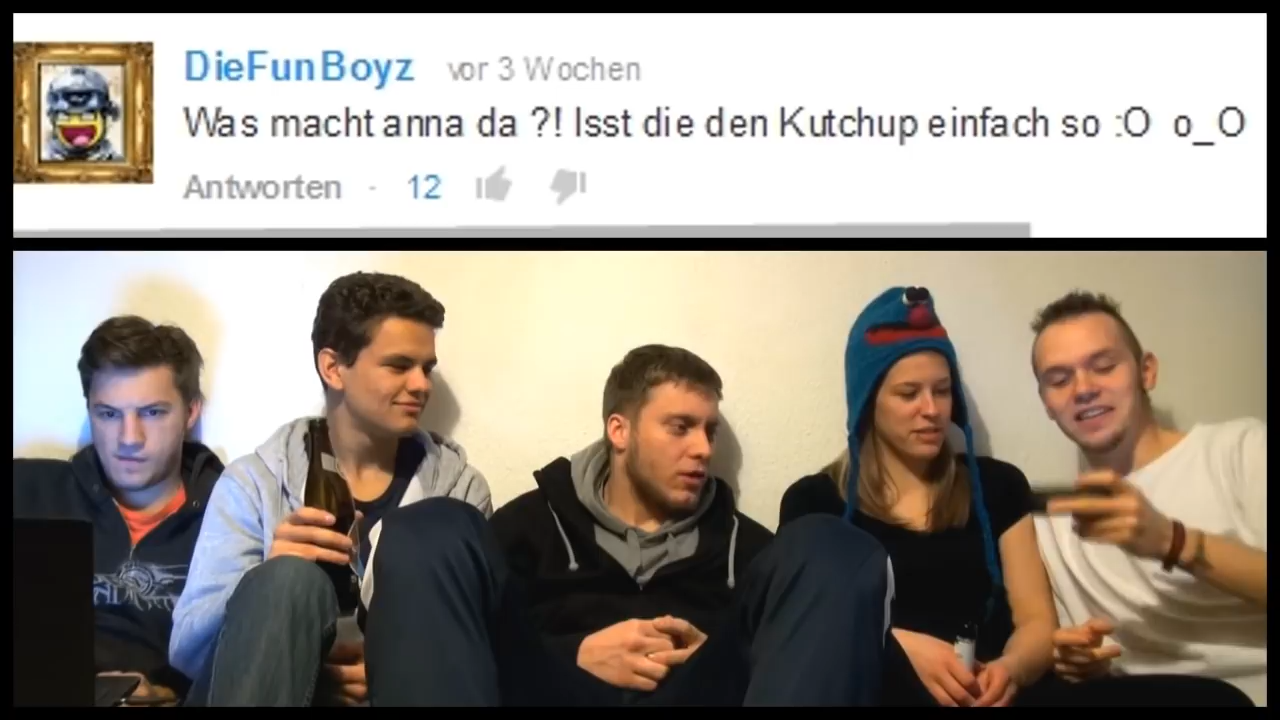 DieFunBoyz vor 3 Wochen
Was macht anna da ?! Isst die den Kutchup einfach so :O o_O
Antworten · 12